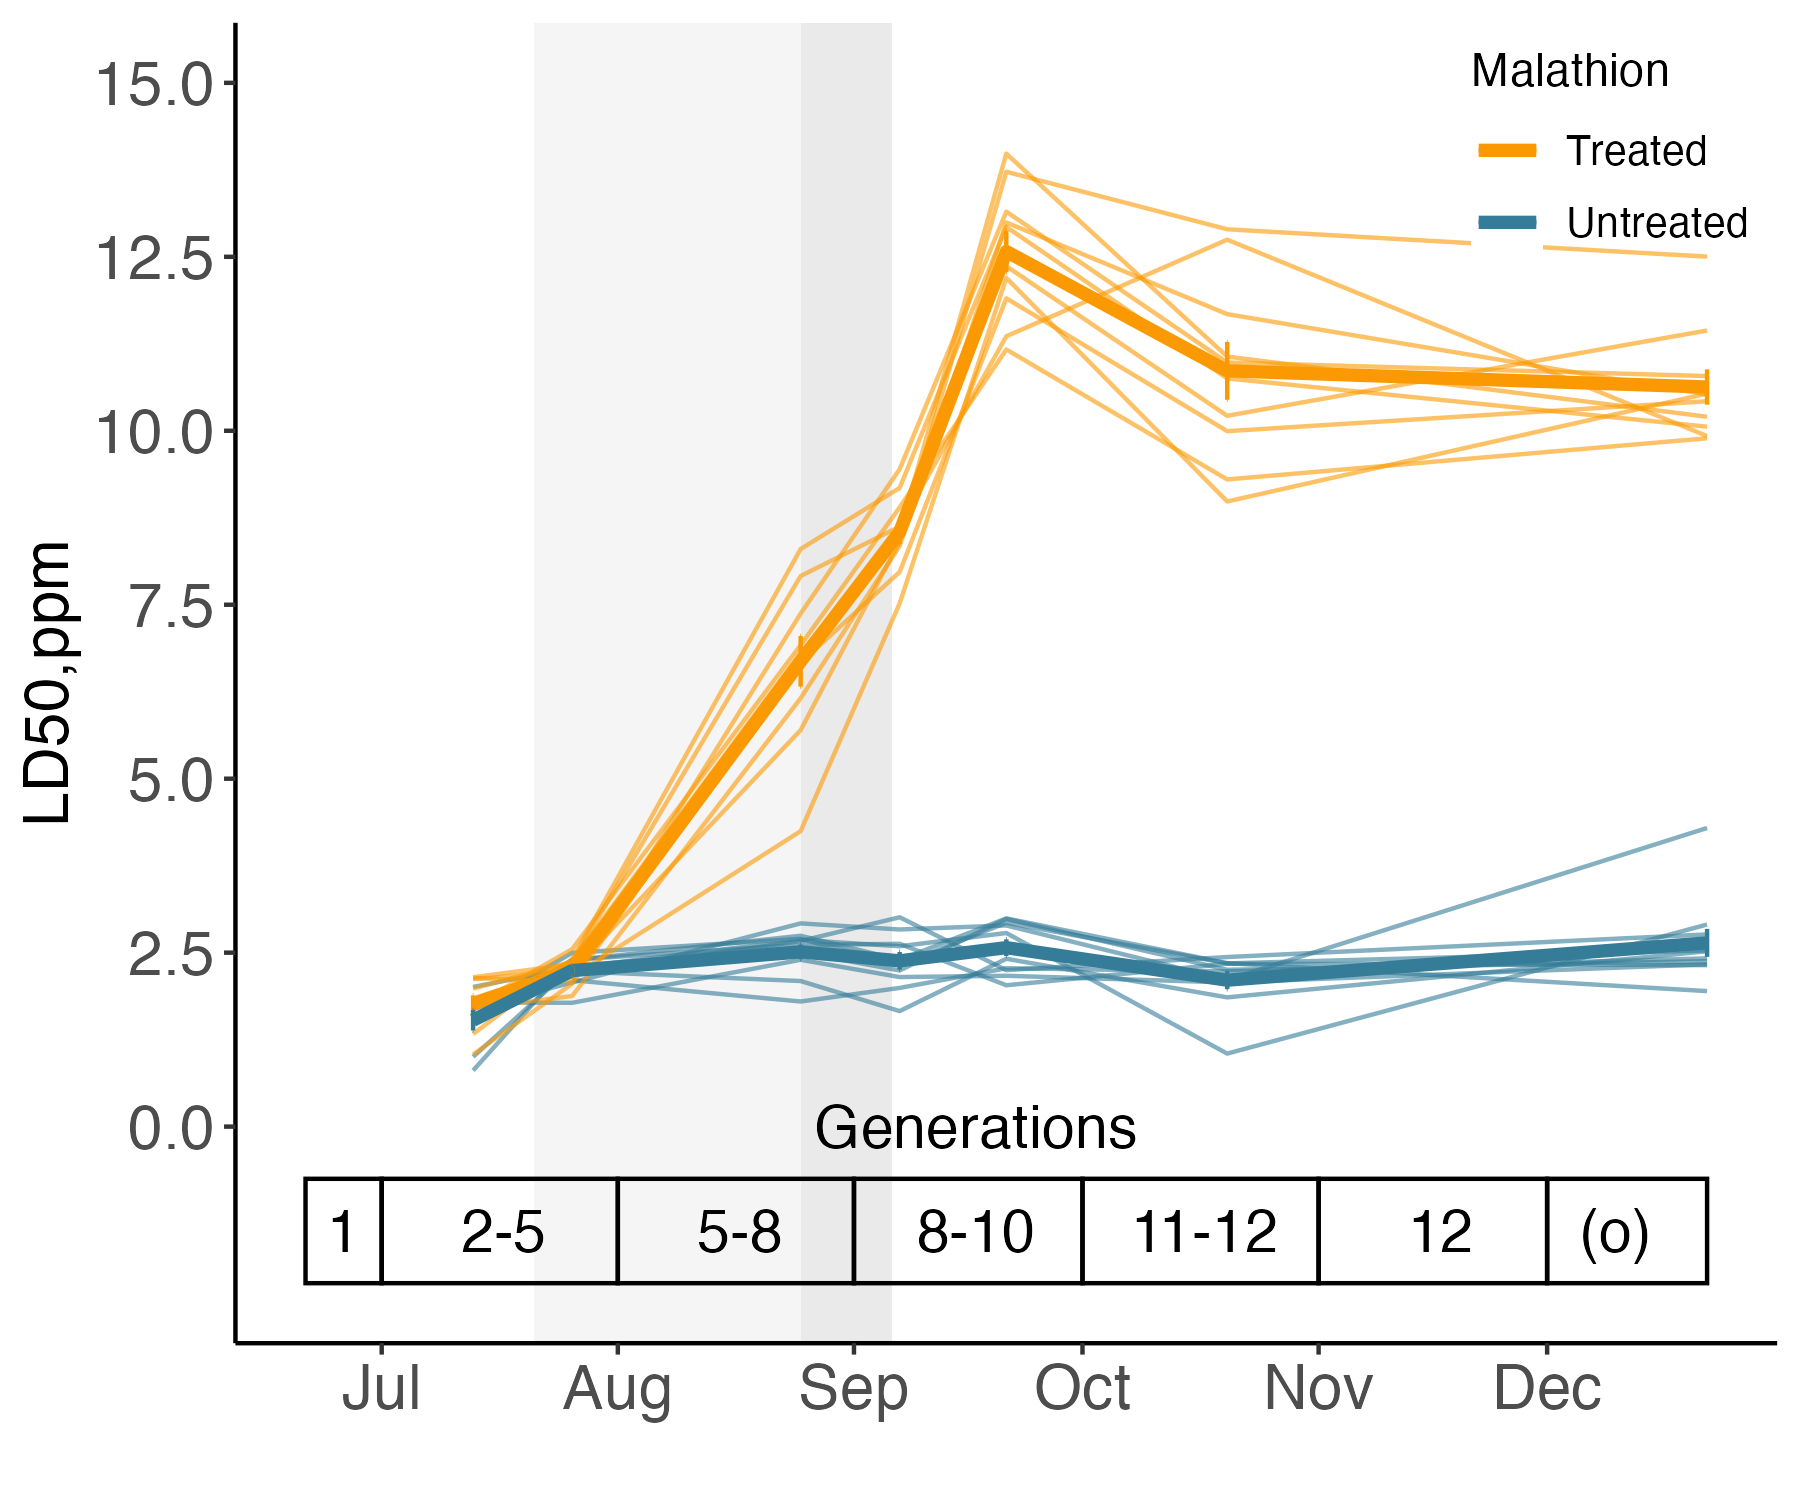 15.0
12.5
10.0
7.5
5.0
2.5
0.0
LD50,ppm
Malathion
Treated
Untreated
Generations
1 2-5 5-8 8-10 11-12 12 (o)
Jul Aug Sep Oct Nov Dec